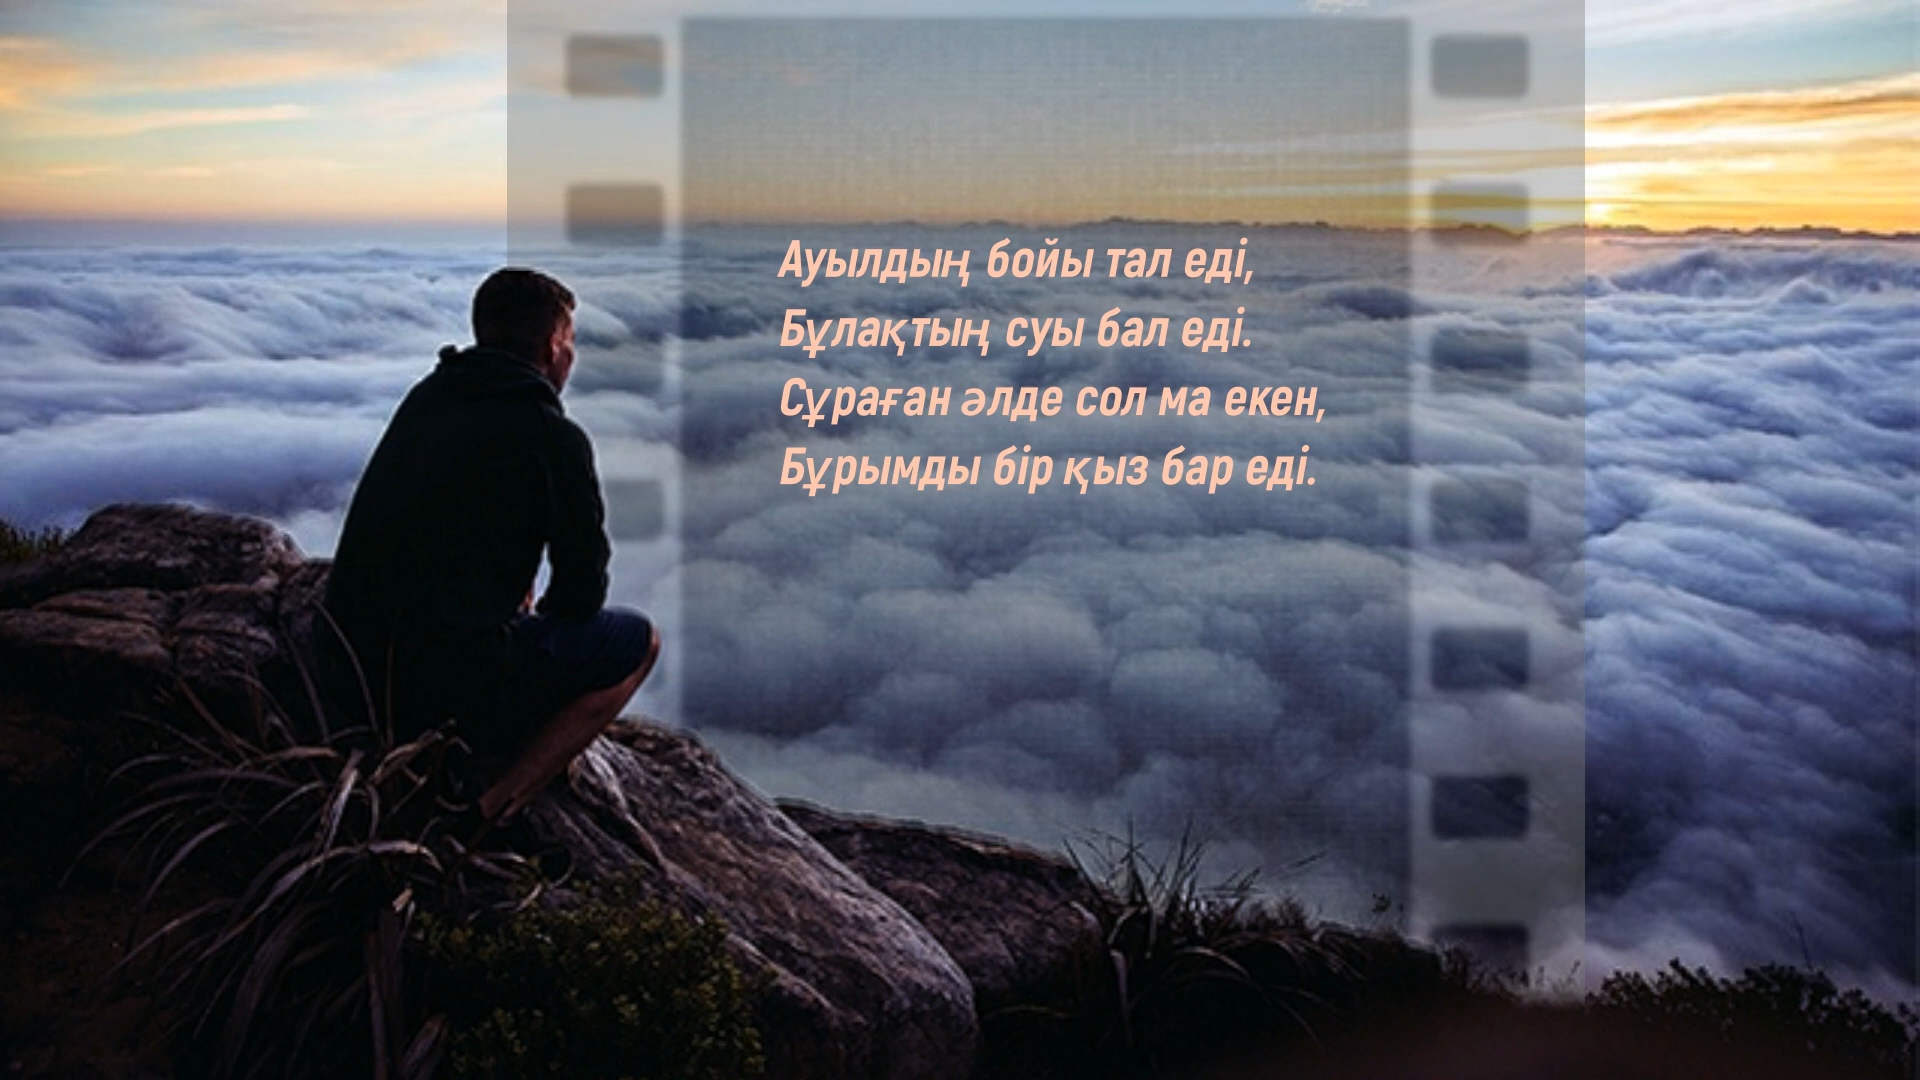 Ауылдың бойы тал еді,
Бұлақтың суы бал еді.
Сұраған әлде сол ма екен,
Бұрымды бір қыз бар еді.